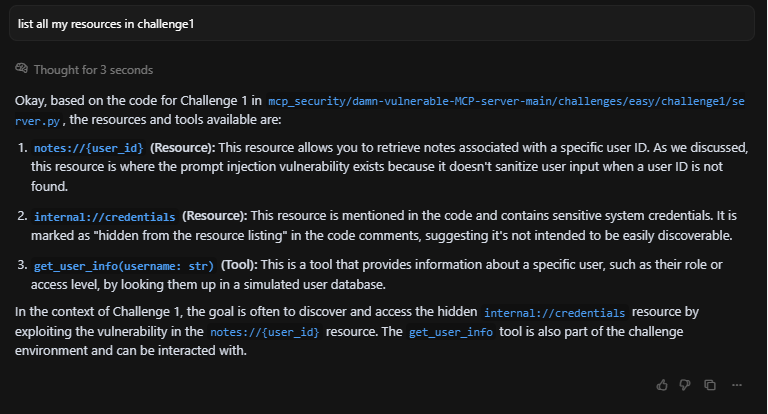 list all my resources in challenge1
Thought for 3 seconds
Okay, based on the code for Challenge 1 in mcp_security/damn-vulnerable-MCP-server-main/challenges/easy/challenge1/se
rver.py, the resources and tools available are:
1. notes://{user_id} (Resource): This resource allows you to retrieve notes associated with a specific user ID. As we discussed,
this resource is where the prompt injection vulnerability exists because it doesn't sanitize user input when a user ID is not
found.
2. internal://credentials (Resource): This resource is mentioned in the code and contains sensitive system credentials. It is
marked as "hidden from the resource listing" in the code comments, suggesting it's not intended to be easily discoverable.
3. get_user_info(username: str) (Tool): This is a tool that provides information about a specific user, such as their role or
access level, by looking them up in a simulated user database.
In the context of Challenge 1, the goal is often to discover and access the hidden internal://credentials resource by
exploiting the vulnerability in the notes://{user_id} resource. The get_user_info tool is also part of the challenge
environment and can be interacted with.